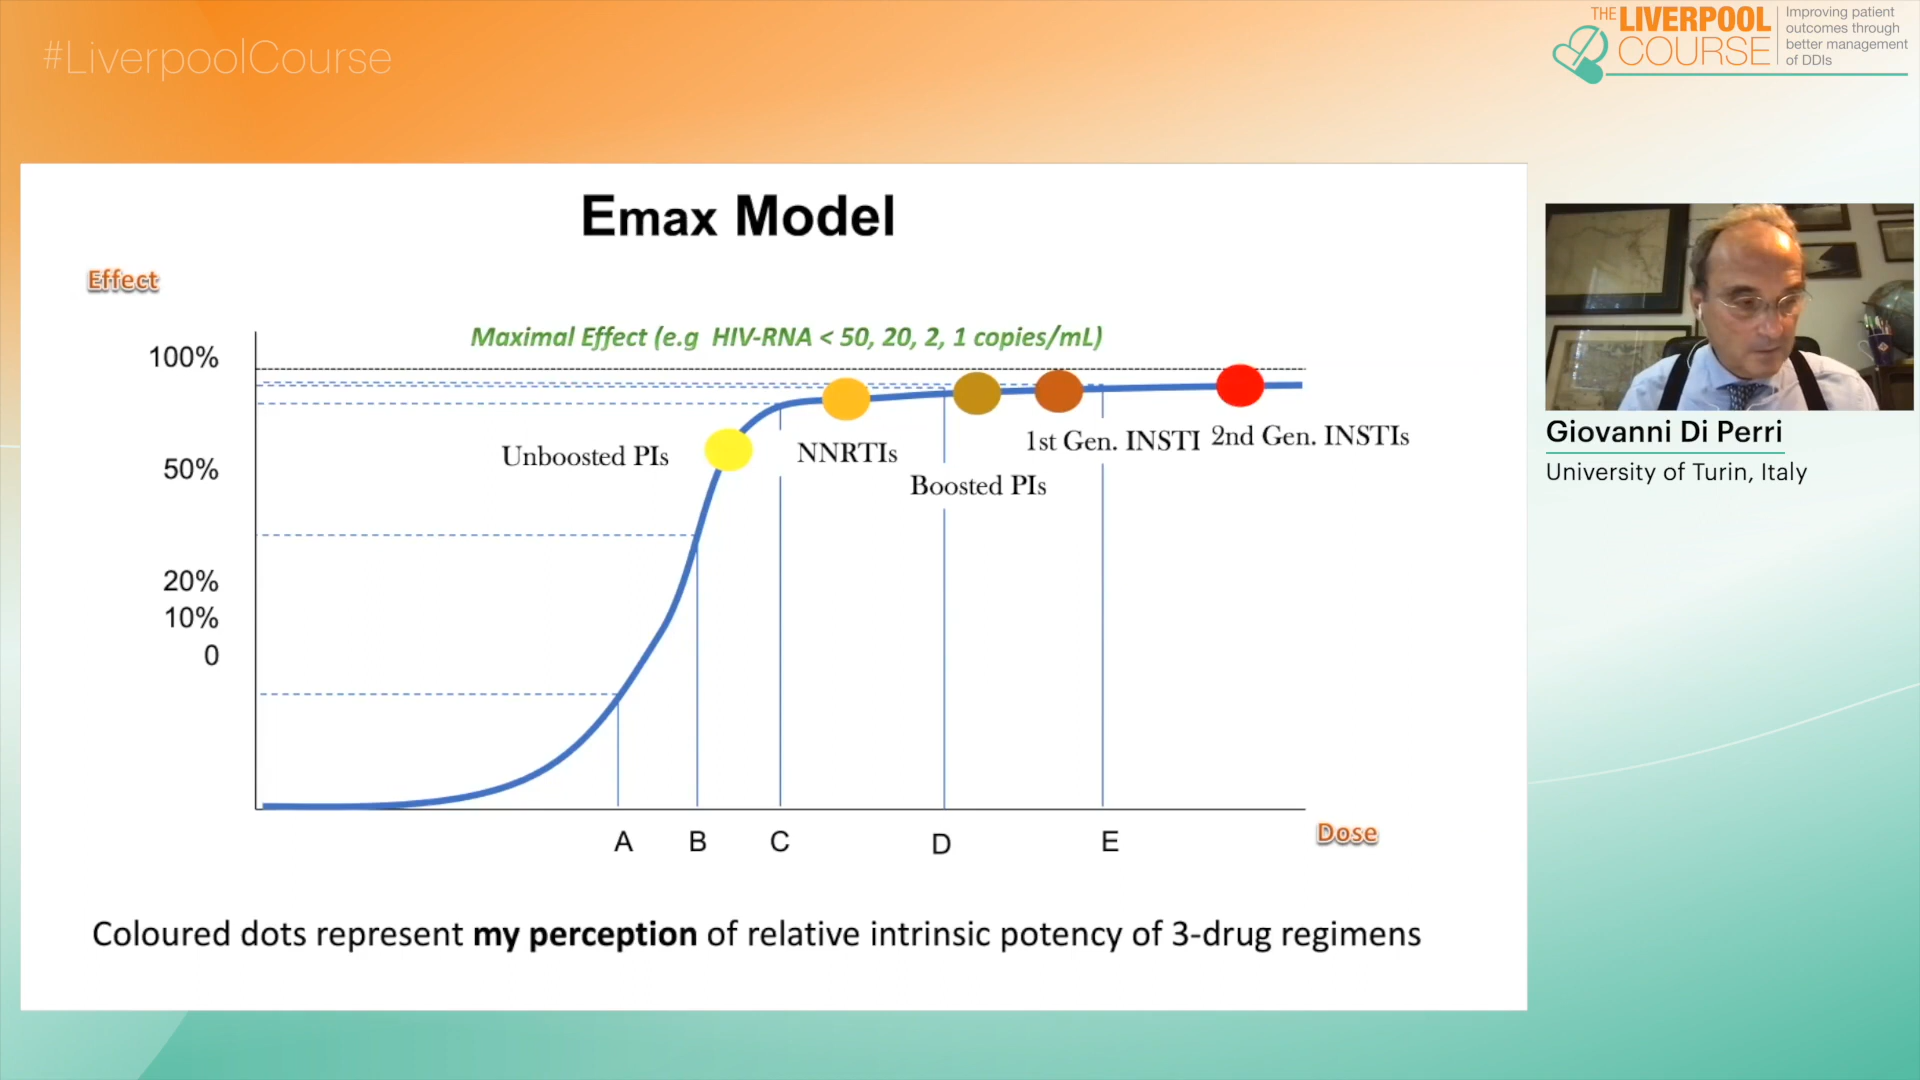 #LiverpoolCourse
THE LIVERPOOL
COURSE
Improving patient
outcomes through
better management
of DDIs
Emax Model
Effect
Maximal Effect (e.g HIV-RNA < 50, 20, 2, 1 copies/mL)
100%
50%
20%
10%
0
Unboosted PIs
NNRTIs
Boosted PIs
1st Gen. INSTI
2nd Gen. INSTIs
A
B
C
D
E
Dose
Coloured dots represent my perception of relative intrinsic potency of 3-drug regimens
Giovanni Di Perri
University of Turin, Italy